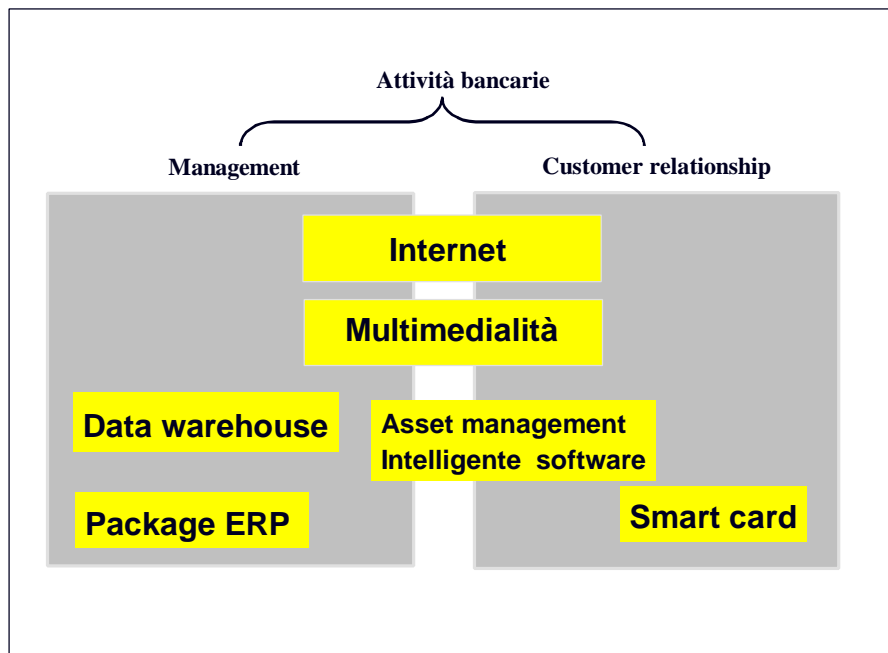 Attività bancarie
Management
Customer relationship
Internet
Multimedialità
Data warehouse
Asset management
Intelligente software
Package ERP
Smart card